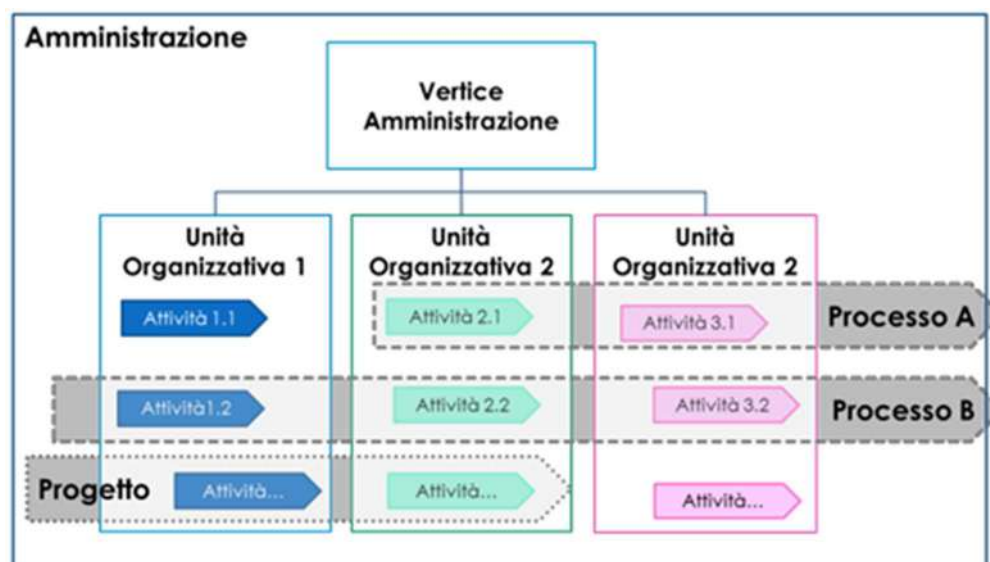 Amministrazione
Vertice
Amministrazione
Unità
Organizzativa 1
Unità
Organizzativa 2
Unità
Organizzativa 2
Attività 1.1
Attività 2.1
Attività 3.1
Processo A
Attività1.2
Attività 2.2
Attività 3.2
Processo B
Progetto
Attività...
Attività...
Attività...